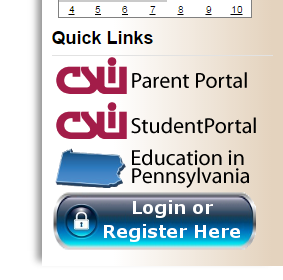 4 5 6 7 8 9 10
Quick Links
CSIU Parent Portal
CSIU StudentPortal
Education in
Pennsylvania
Login or
Register Here